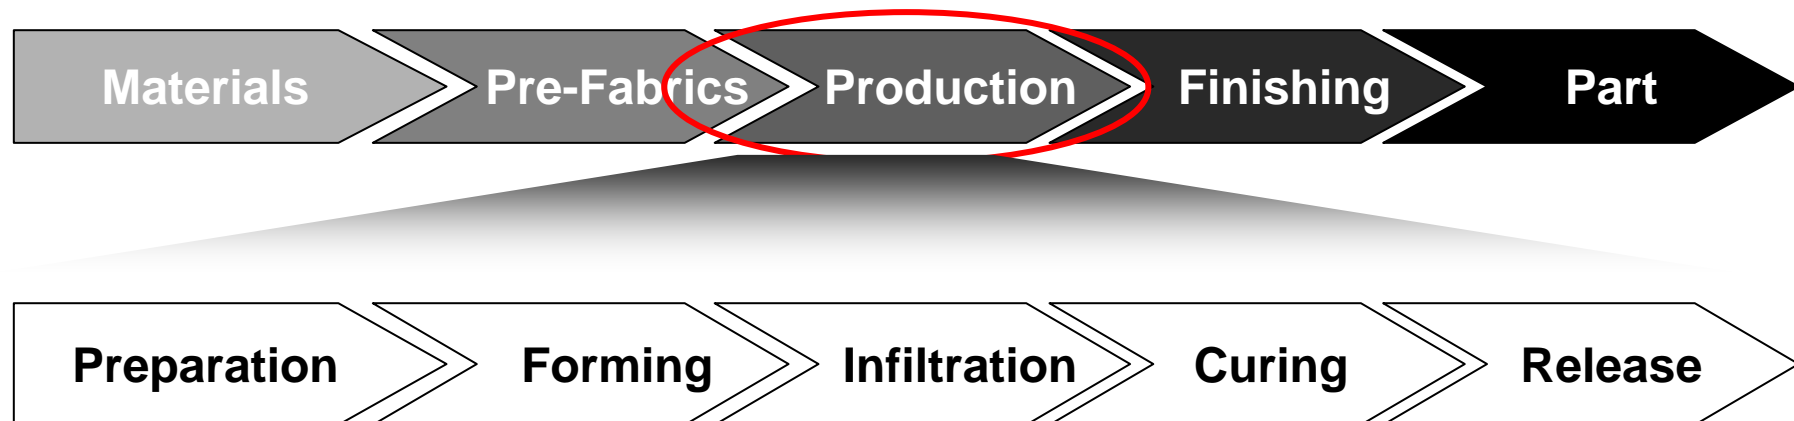 Materials Pre-Fabrics Production Finishing Part
Preparation Forming Infiltration Curing Release